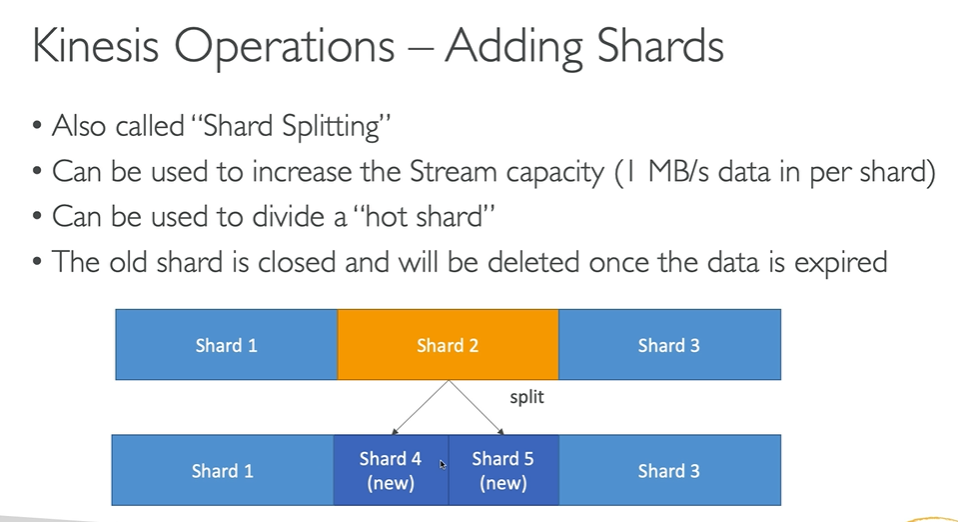 Kinesis Operations – Adding Shards
• Also called “Shard Splitting”
• Can be used to increase the Stream capacity (1 MB/s data in per shard)
• Can be used to divide a “hot shard”
• The old shard is closed and will be deleted once the data is expired
Shard 1
Shard 2
Shard 3
split
Shard 1
Shard 4
(new)
Shard 5
(new)
Shard 3